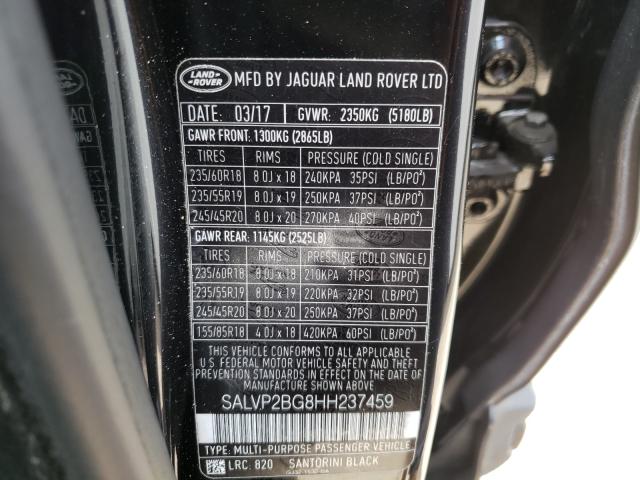 LAND-
ROVER
MFD BY JAGUAR LAND ROVER LTD
DATE: 03/17 GVWR: 2350KG (5180LB)
GAWR FRONT: 1300KG (2865LB)
TIRES RIMS PRESSURE (COLD SINGLE)
235/60R18 8.0J x 18 240KPA 35PSI (LB/PO²)
235/55R19 8.0J x 19 250KPA 37PSI (LB/PO²)
245/45R20 8.0J x 20 270KPA 40PSI (LB/PO²)
GAWR REAR: 1145KG (2525LB)
TIRES RIMS PRESSURE (COLD SINGLE)
235/60R18 8.0J x 18 210KPA 31PSI (LB/PO²)
235/55R19 8.0J x 19 220KPA 32PSI (LB/PO²)
245/45R20 8.0J x 20 250KPA 37PSI (LB/PO²)
155/85R18 4.0J x 18 420KPA 60PSI (LB/PO²)
THIS VEHICLE CONFORMS TO ALL APPLICABLE
U.S. FEDERAL MOTOR VEHICLE SAFETY AND
THEFT PREVENTION STANDARDS IN EFFECT ON
THE DATE OF MANUFACTURE SHOWN ABOVE.
SALVP2BG8HH237459
TYPE: MULTI-PURPOSE PASSENGER VEHICLE
LRC: 820 SANTORINI BLACK